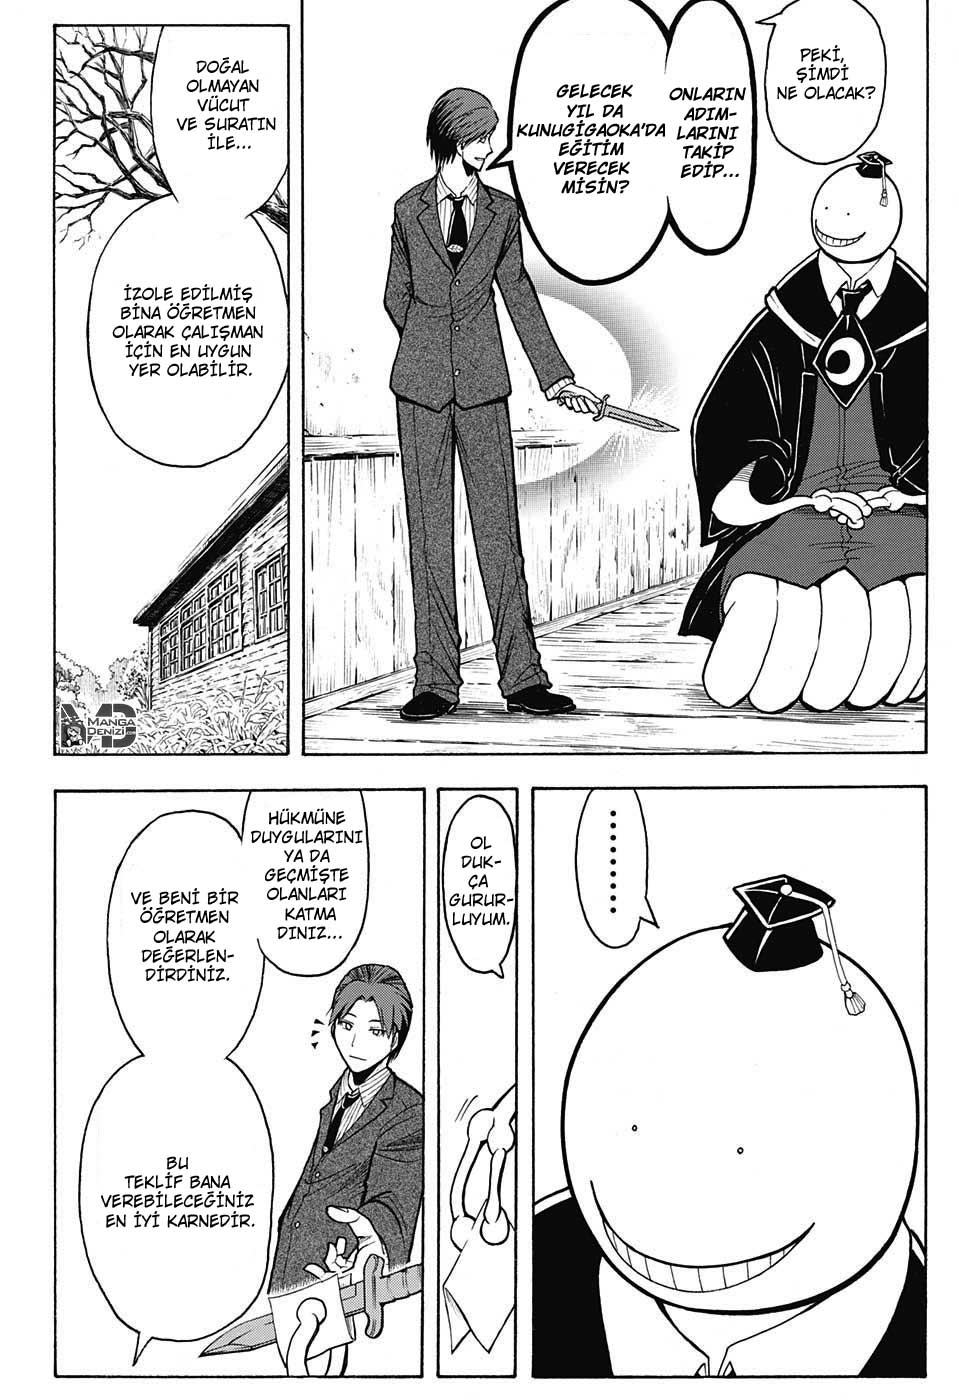 PEKİ,
ŞİMDİ
NE OLACAK?
ONLARIN
ADIM-
LARINI
TAKİP
EDİP...
GELECEK
YIL DA
KUNUGİGAOKA'DA
EĞİTİM
VERECEK
MİSİN?
DOĞAL
OLMAYAN
VÜCUT
VE SURATIN
İLE...
İZOLE EDİLMİŞ
BİNA ÖĞRETMEN
OLARAK ÇALIŞMAN
İÇİN EN UYGUN
YER OLABİLİR.
MANGA
DENİZİ.com
........
OL
DUK-
ÇA
GURUR-
LUYUM.
HÜKMÜNE
DUYGULARINI
YA DA
GEÇMİŞTE
OLANLARI
KATMA
DINIZ...
VE BENİ BİR
ÖĞRETMEN
OLARAK
DEĞERLEN-
DİRDİNİZ.
BU
TEKLİF BANA
VEREBİLECEĞİNİZ
EN İYİ KARNEDİR.